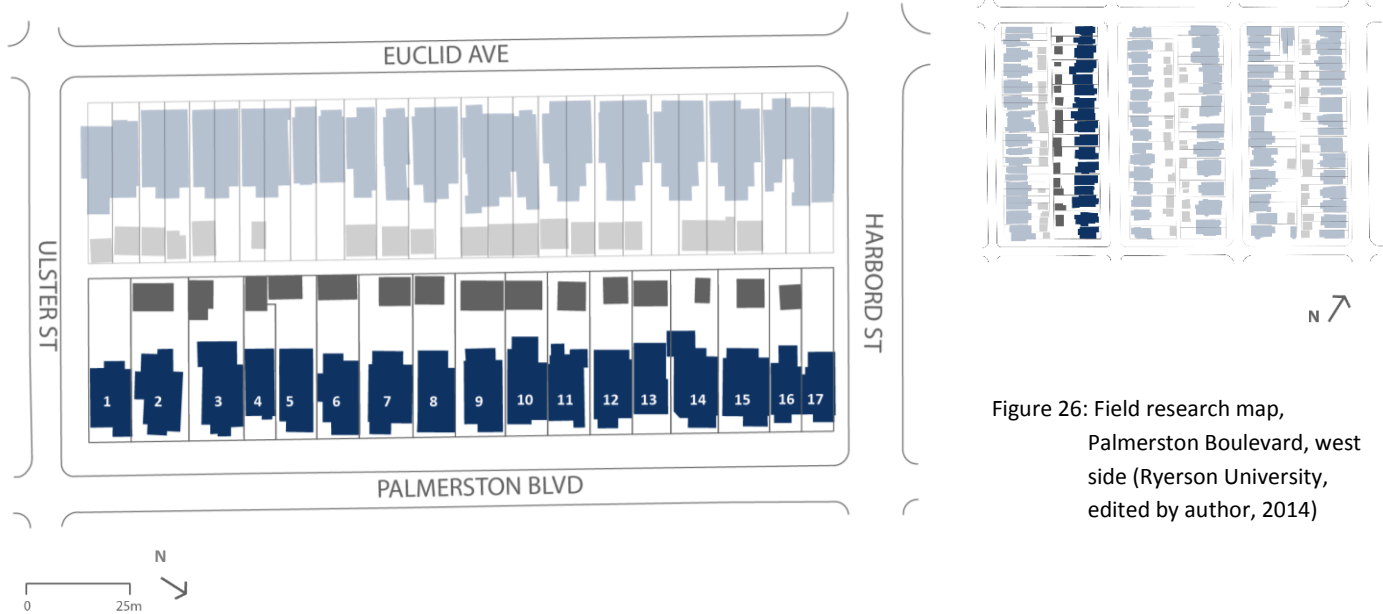 EUCLID AVE
ULSTER ST
HARBORD ST
1 2 3 4 5 6 7 8 9 10 11 12 13 14 15 16 17
PALMERSTON BLVD
N
0 25m
N
Figure 26: Field research map,
Palmerston Boulevard, west
side (Ryerson University,
edited by author, 2014)